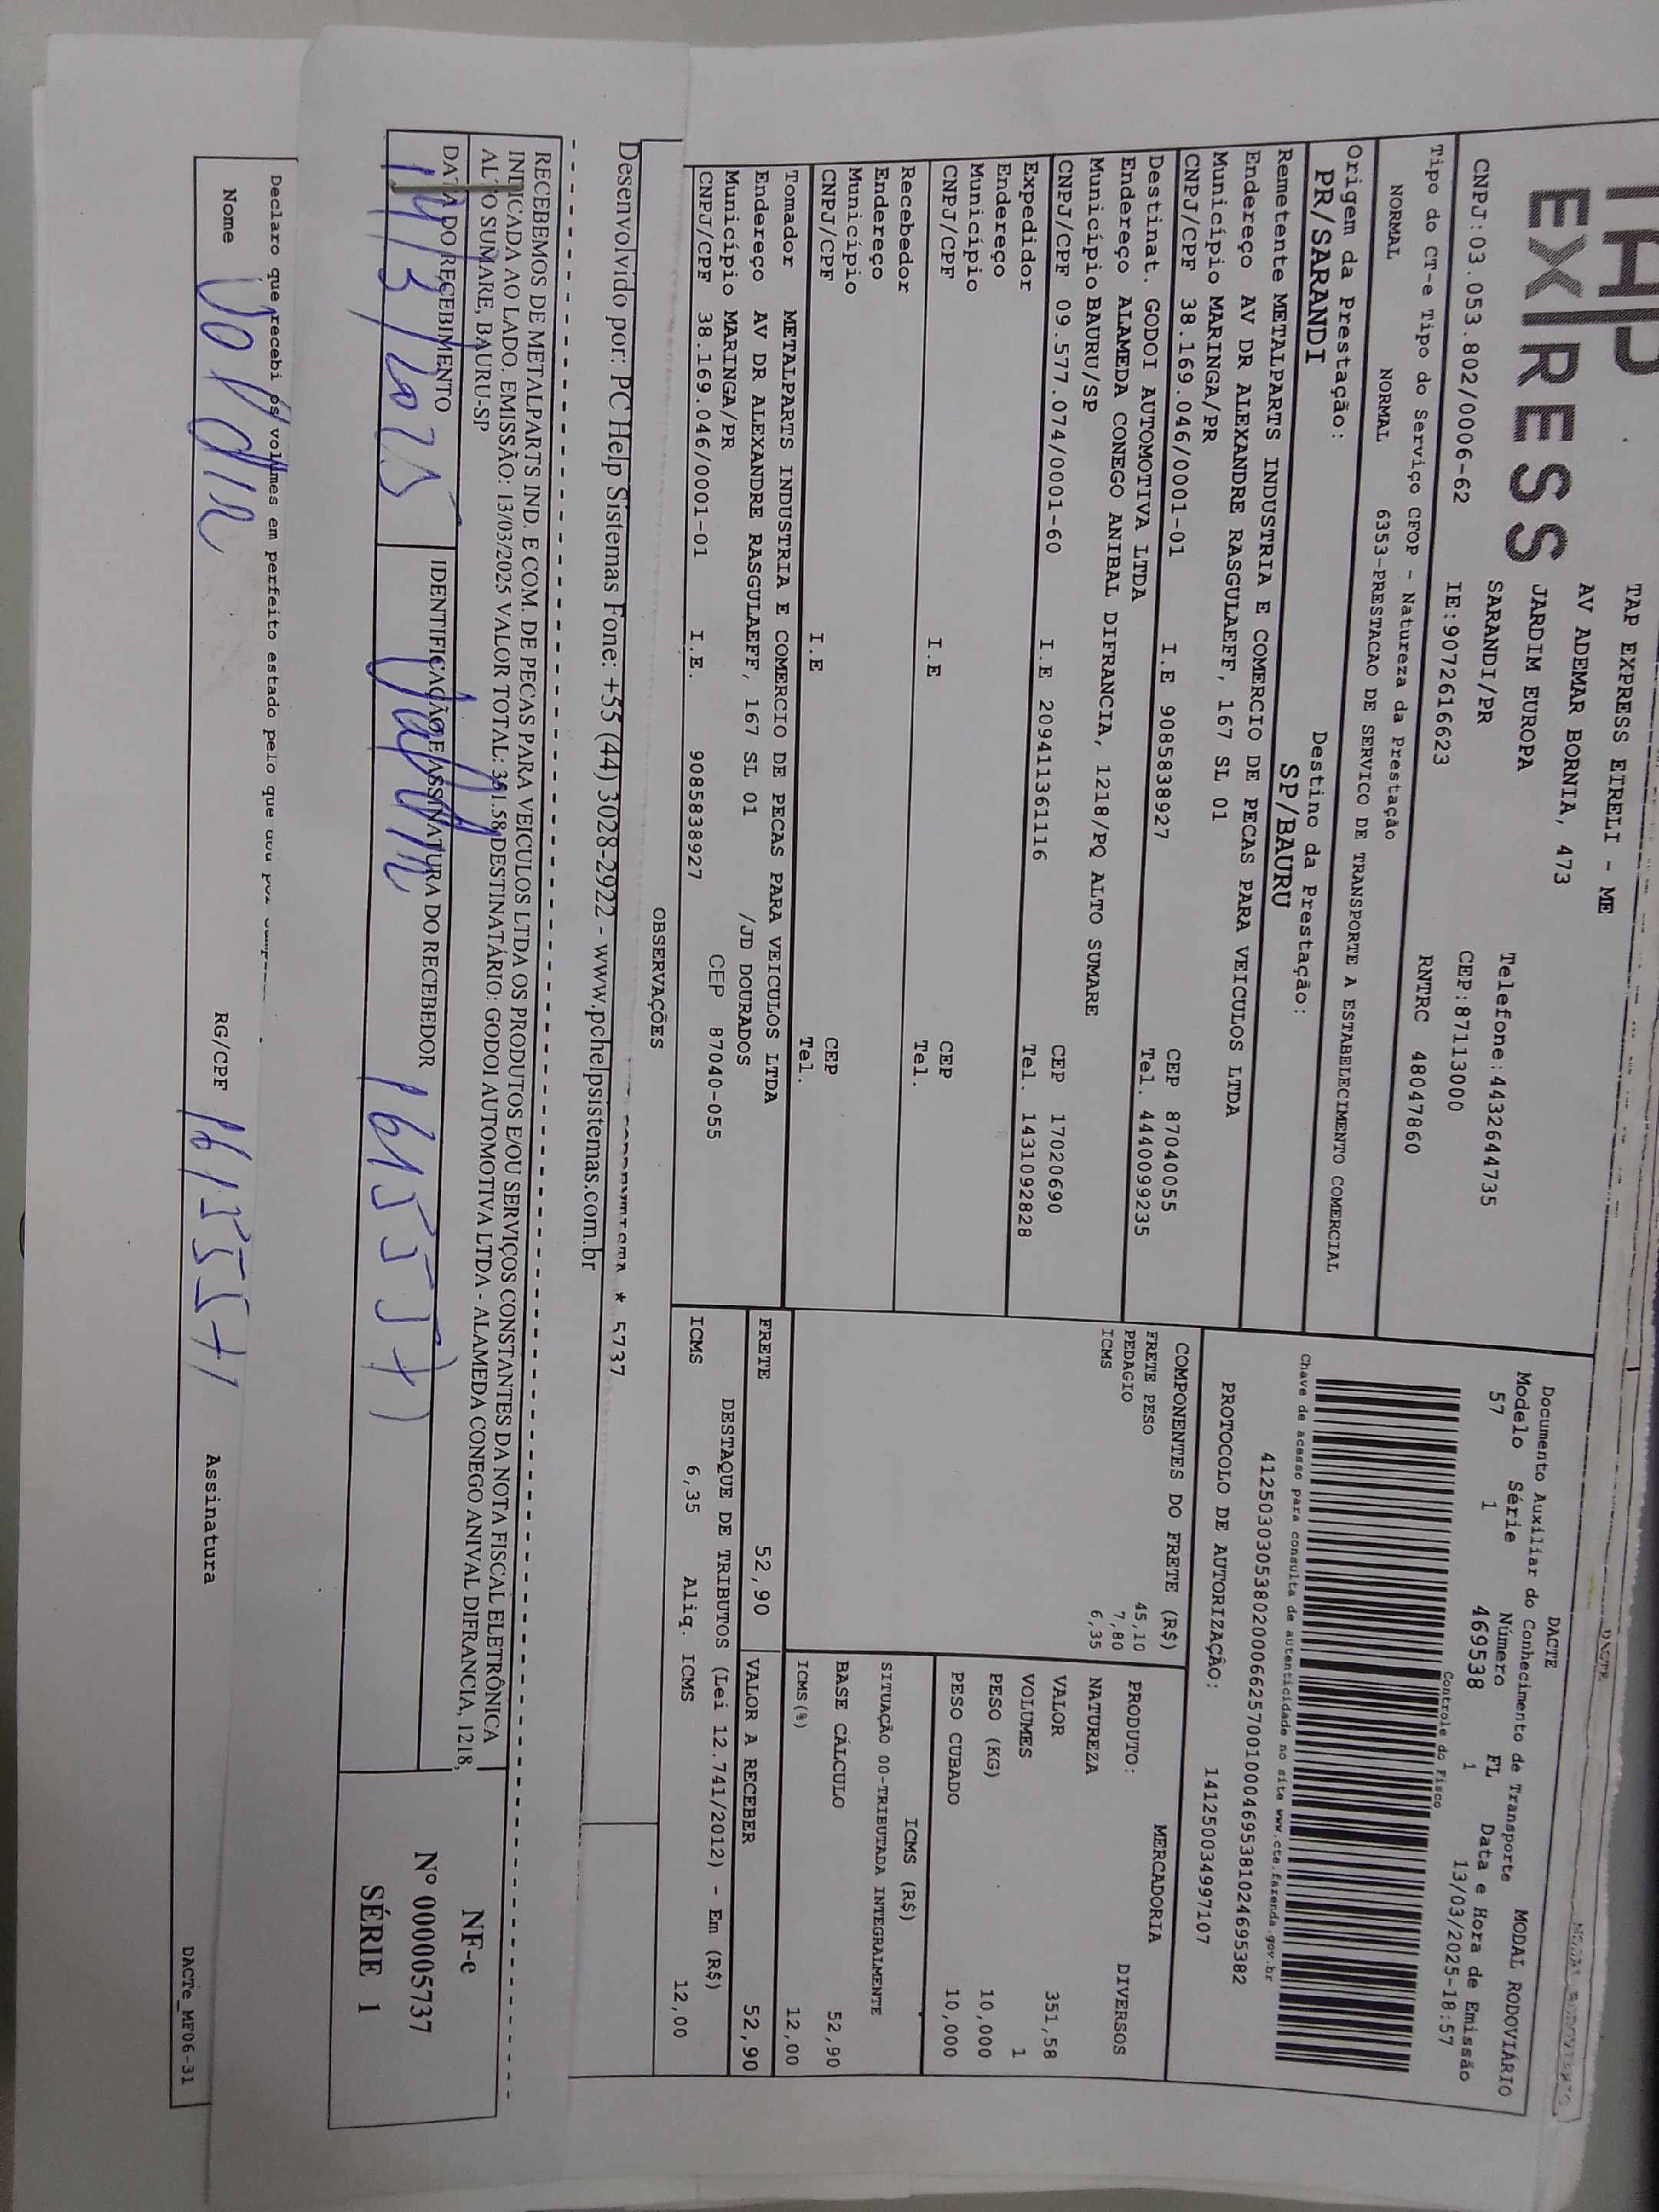 TAP
EXPRESS
TAP EXPRESS EIRELI - ME
AV ADEMAR BORNIA, 473
JARDIM EUROPA
SARANDI/PR
Telefone:4432644735
CEP:87113000
CNPJ:03.053.802/0006-62 IE:9072616623 RNTRC 48047860
DACTE
Documento Auxiliar do Conhecimento de Transporte MODAL RODOVIÁRIO
Modelo Série Número FL Data e Hora de Emissão
57 1 469538 1 13/03/2025-18:57
Controle do Fisco
Tipo do CT-e Tipo do Serviço CFOP - Natureza da Prestação
NORMAL NORMAL 6353-PRESTACAO DE SERVICO DE TRANSPORTE A ESTABELECIMENTO COMERCIAL
Origem da Prestação: Destino da Prestação:
PR/SARANDI SP/BAURU
Chave de acesso para consulta de autenticidade no site www.cte.fazenda.gov.br
41250303053802000662570010004695381024695382
PROTOCOLO DE AUTORIZAÇÃO: 141250034997107
Remetente METALPARTS INDUSTRIA E COMERCIO DE PECAS PARA VEICULOS LTDA
Endereço AV DR ALEXANDRE RASGULAEFF, 167 SL 01
Município MARINGA/PR CEP 87040055
CNPJ/CPF 38.169.046/0001-01 I.E 9085838927 Tel. 4440099235
Destinat. GODOI AUTOMOTIVA LTDA
Endereço ALAMEDA CONEGO ANIBAL DIFRANCIA, 1218/PQ ALTO SUMARE
Município BAURU/SP CEP 17020690
CNPJ/CPF 09.577.074/0001-60 I.E 209411361116 Tel. 1431092828
Expedidor
Endereço
Município CEP
CNPJ/CPF I.E Tel.
Recebedor
Endereço
Município CEP
CNPJ/CPF I.E Tel.
Tomador METALPARTS INDUSTRIA E COMERCIO DE PECAS PARA VEICULOS LTDA
Endereço AV DR ALEXANDRE RASGULAEFF, 167 SL 01 /JD DOURADOS
Município MARINGA/PR CEP 87040-055
CNPJ/CPF 38.169.046/0001-01 I.E. 9085838927
COMPONENTES DO FRETE (R$)
FRETE PESO 45,10
PEDAGIO 7,80
ICMS 6,35
MERCADORIA
PRODUTO: DIVERSOS
NATUREZA
VALOR 351,58
VOLUMES 1
PESO (KG) 10,000
PESO CUBADO 10,000
ICMS (R$)
SITUAÇÃO 00-TRIBUTADA INTEGRALMENTE
BASE CÁLCULO 52,90
ICMS(%) 12,00
FRETE 52,90 VALOR A RECEBER 52,90
DESTAQUE DE TRIBUTOS (Lei 12.741/2012) - Em (R$)
ICMS 6,35 Aliq. ICMS 12,00
OBSERVAÇÕES
* 5737
Desenvolvido por: PC Help Sistemas Fone: +55 (44) 3028-2922 - www.pchelpsistemas.com.br
RECEBEMOS DE METALPARTS IND. E COM. DE PECAS PARA VEICULOS LTDA OS PRODUTOS E/OU SERVIÇOS CONSTANTES DA NOTA FISCAL ELETRÔNICA
INDICADA AO LADO. EMISSÃO: 13/03/2025 VALOR TOTAL: 351.58 DESTINATÁRIO: GODOI AUTOMOTIVA LTDA - ALAMEDA CONEGO ANIVAL DIFRANCIA, 1218,
ALTO SUMARE, BAURU-SP
DATA DO RECEBIMENTO IDENTIFICAÇÃO E ASSINATURA DO RECEBEDOR
14/3/2025
NF-e
Nº 000005737
SÉRIE 1
Declaro que recebi os volumes em perfeito estado pelo que dou por
Nome RG/CPF Assinatura
DACTe_MF06-31